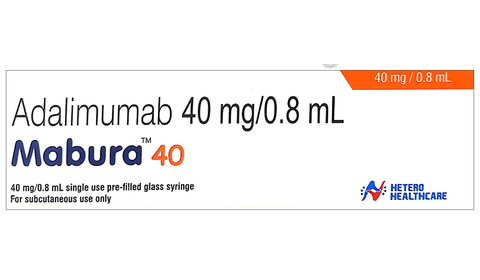 40 mg / 0.8 mL
Adalimumab 40 mg/0.8 mL
Mabura™ 40
40 mg/0.8 mL single use pre-filled glass syringe
For subcutaneous use only
HETERO
HEALTHCARE